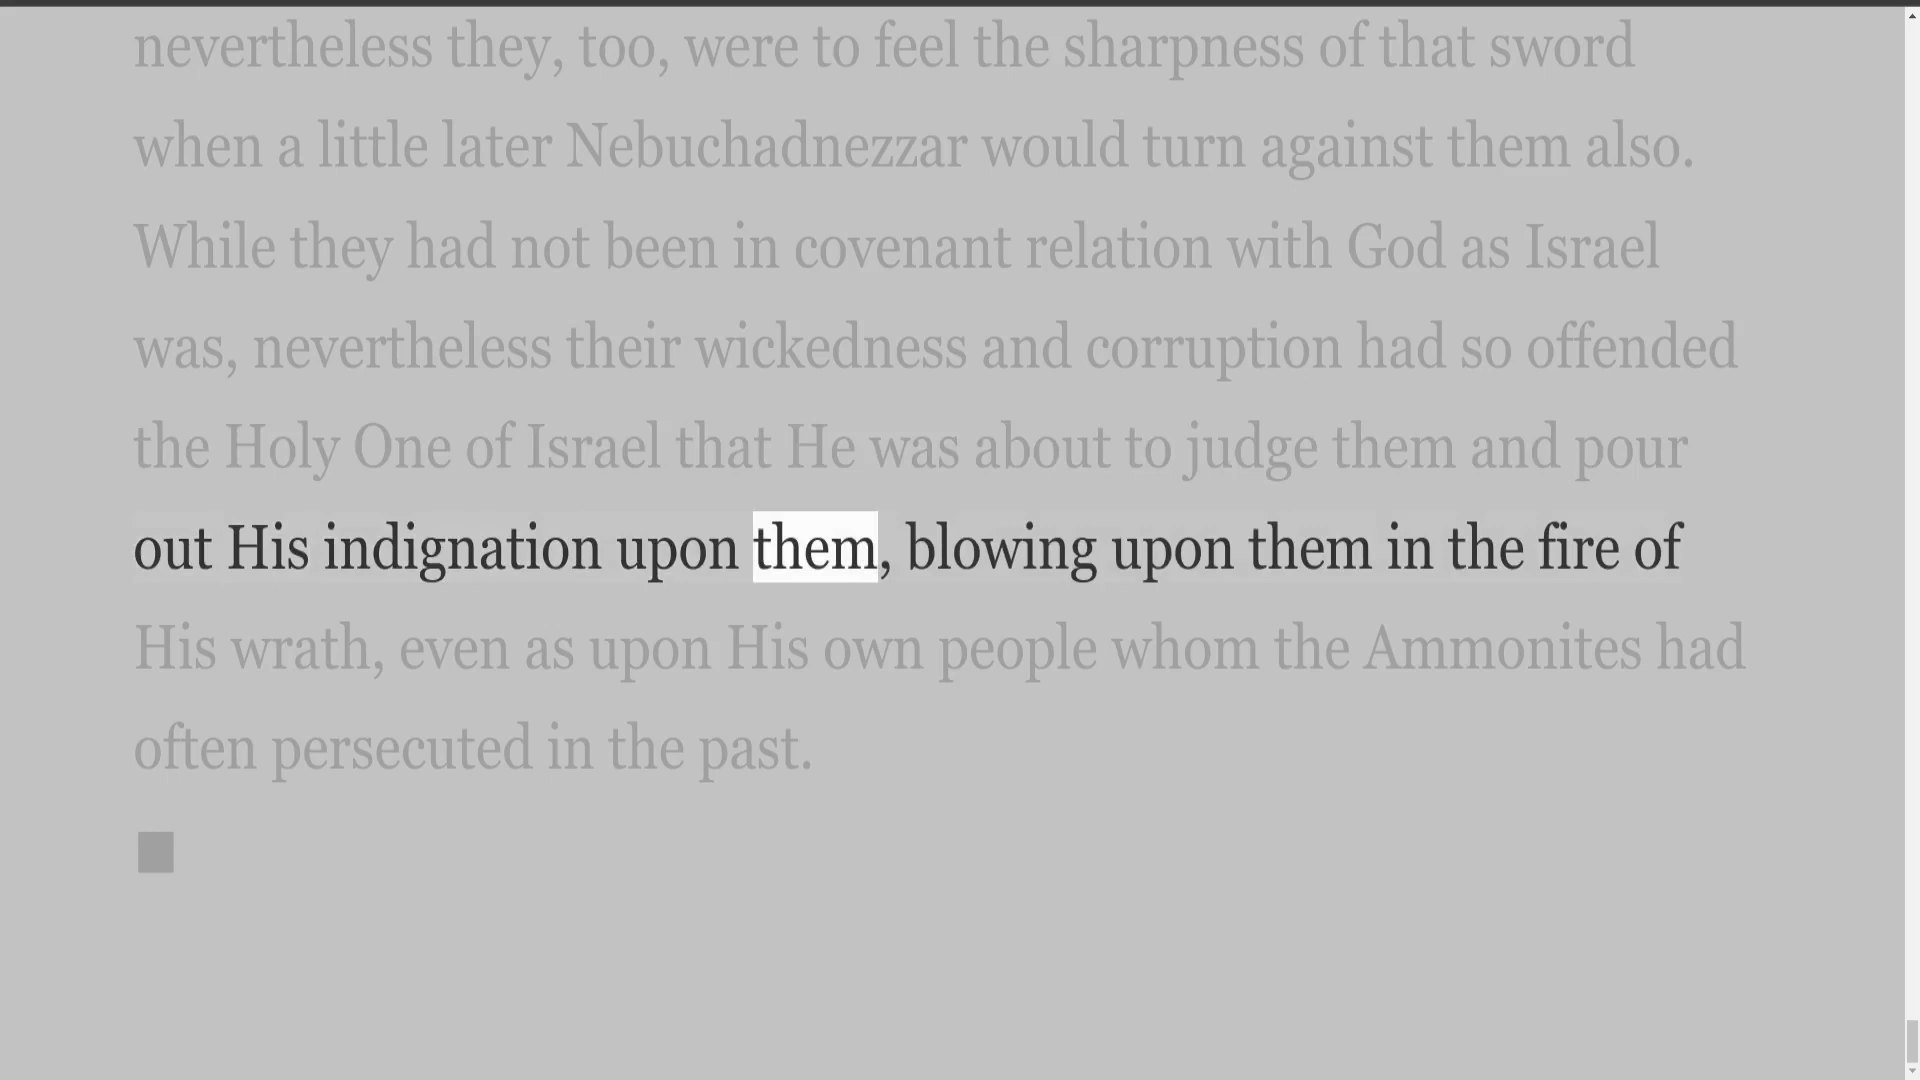 nevertheless they, too, were to feel the sharpness of that sword
when a little later Nebuchadnezzar would turn against them also.
While they had not been in covenant relation with God as Israel
was, nevertheless their wickedness and corruption had so offended
the Holy One of Israel that He was about to judge them and pour
out His indignation upon them, blowing upon them in the fire of
His wrath, even as upon His own people whom the Ammonites had
often persecuted in the past.